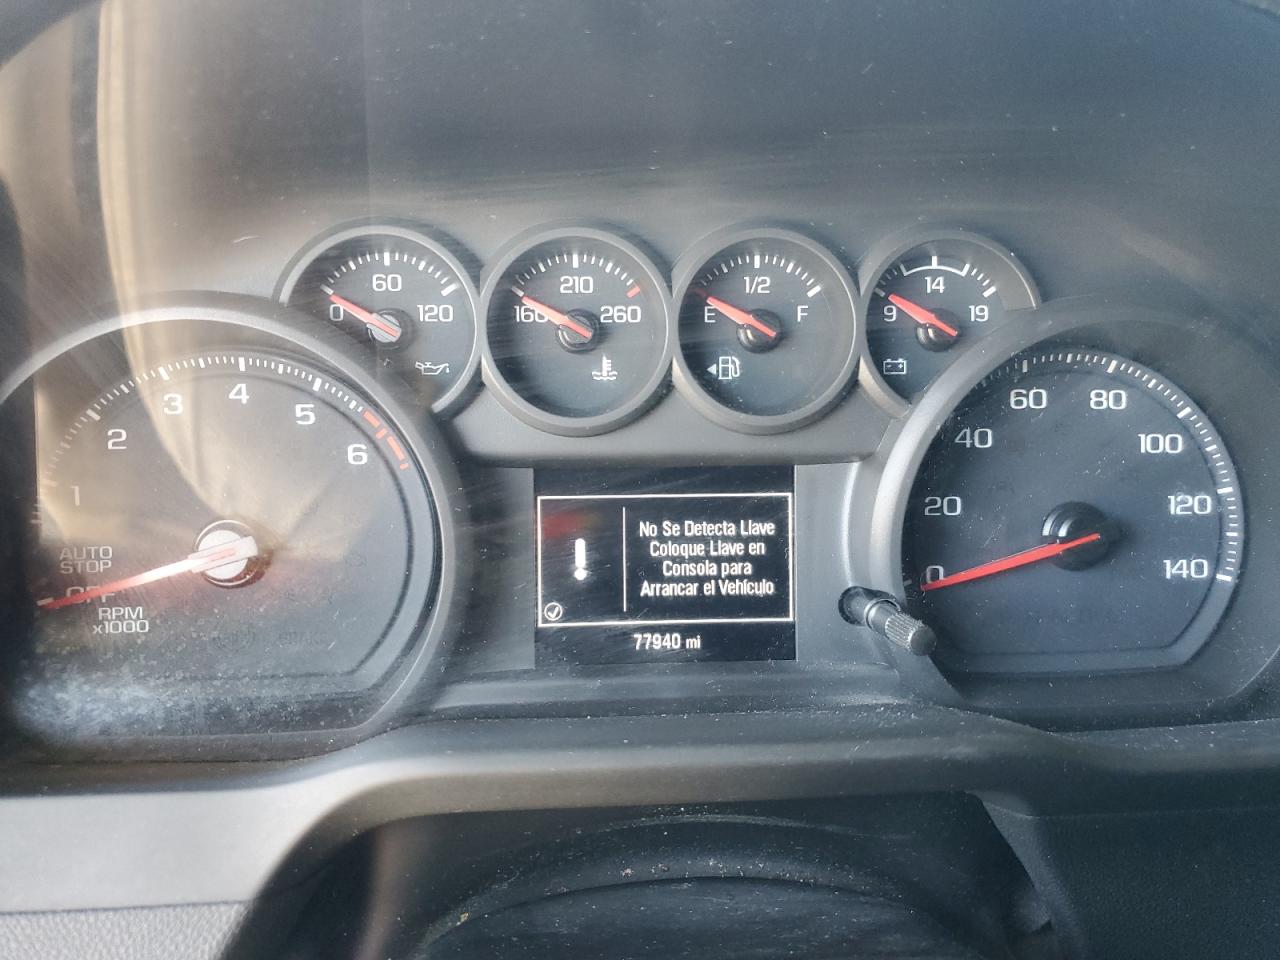 60
0
120
210
160
260
1/2
E
F
14
9
19
1
2
3
4
5
6
AUTO
STOP
OFF
RPM
x1000
No Se Detecta Llave
Coloque Llave en
Consola para
Arrancar el Vehículo
77940 mi
0
20
40
60
80
100
120
140